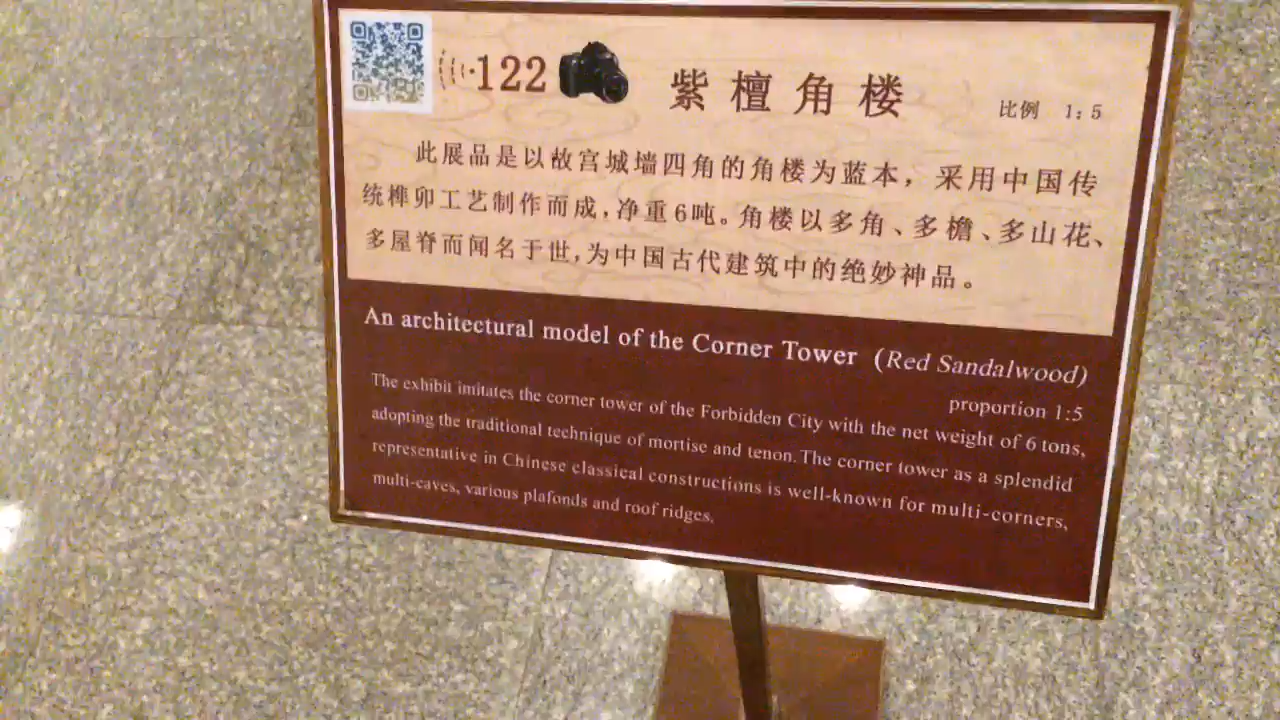 122
紫檀角楼 比例 1:5
此展品是以故宫城墙四角的角楼为蓝本，采用中国传
统榫卯工艺制作而成，净重6吨。角楼以多角、多檐、多山花、
多屋脊而闻名于世，为中国古代建筑中的绝妙神品。
An architectural model of the Corner Tower (Red Sandalwood)
proportion 1:5
The exhibit imitates the corner tower of the Forbidden City with the net weight of 6 tons,
adopting the traditional technique of mortise and tenon. The corner tower as a splendid
representative in Chinese classical constructions is well-known for multi-corners,
multi-eaves, various plafonds and roof ridges.